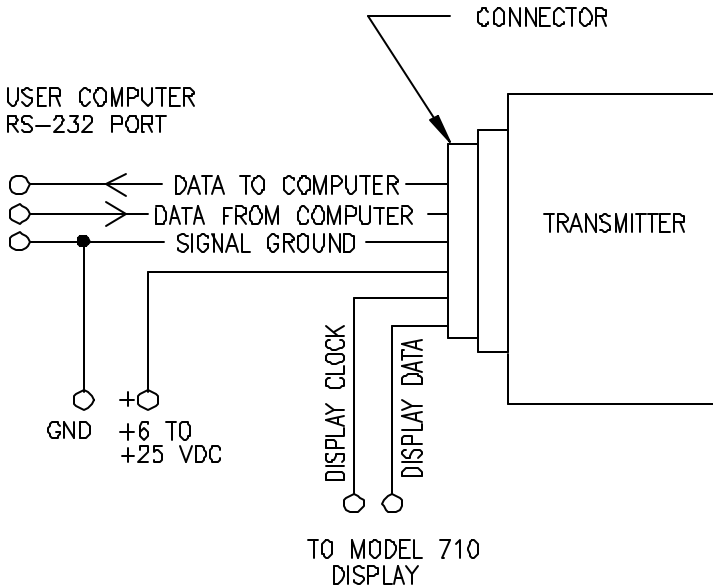 CONNECTOR
USER COMPUTER
RS-232 PORT
DATA TO COMPUTER
DATA FROM COMPUTER
SIGNAL GROUND
TRANSMITTER
DISPLAY CLOCK
DISPLAY DATA
+
GND
+6 TO
+25 VDC
TO MODEL 710
DISPLAY